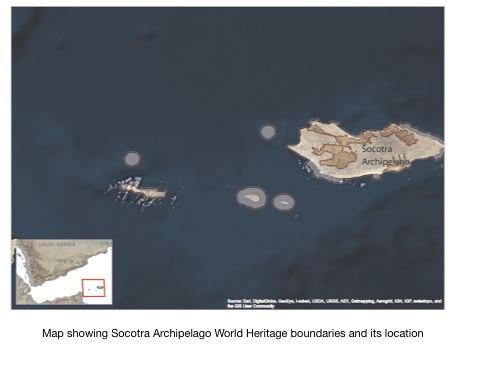 Socotra
Archipelago
SAUDI ARABIA
Source: Esri, DigitalGlobe, GeoEye, i-cubed, USDA, USGS, AEX, Getmapping, Aerogrid, IGN, IGP, swisstopo, and
the GIS User Community
Map showing Socotra Archipelago World Heritage boundaries and its location